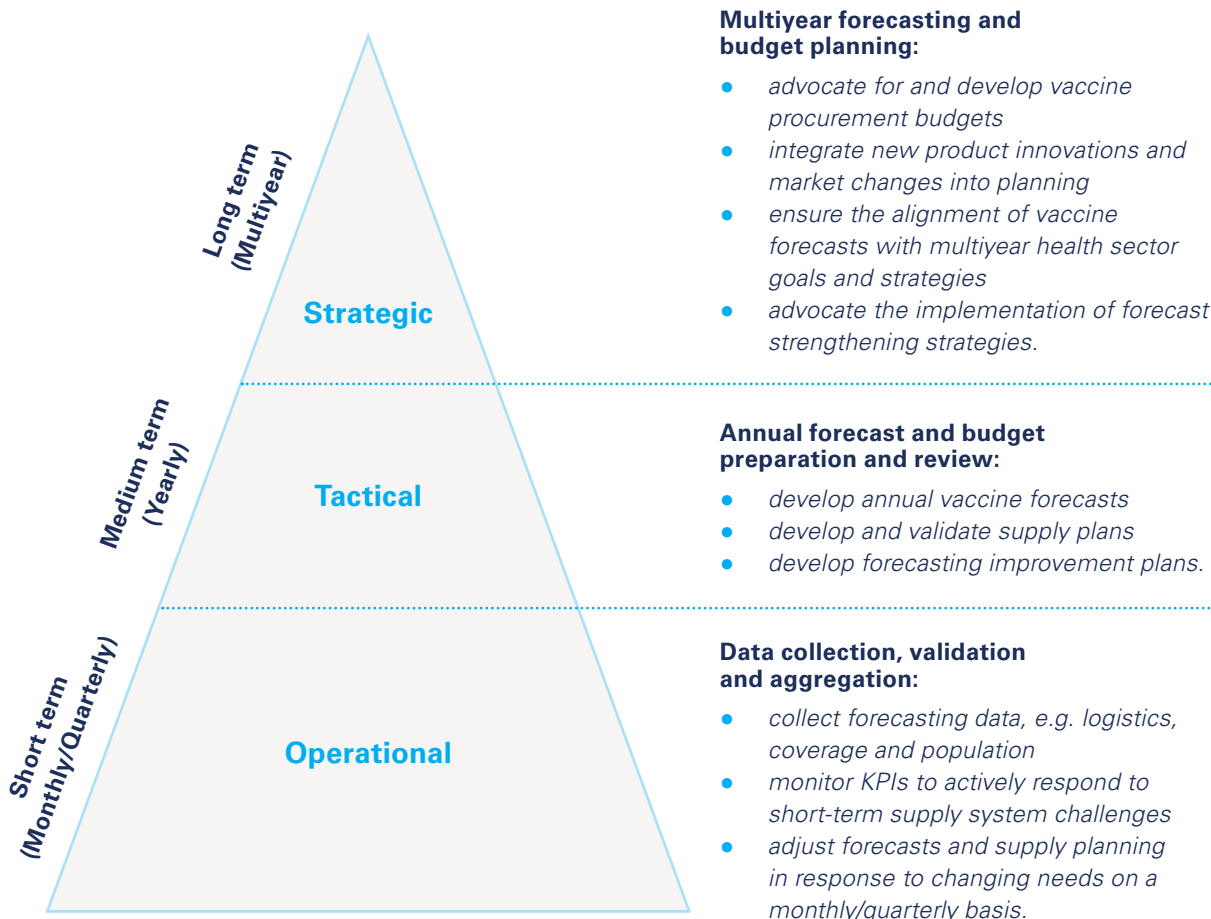 Multiyear forecasting and
budget planning:
● advocate for and develop vaccine
procurement budgets
● integrate new product innovations and
market changes into planning
● ensure the alignment of vaccine
forecasts with multiyear health sector
goals and strategies
● advocate the implementation of forecast
strengthening strategies.
Long term
(Multiyear)
Strategic
Annual forecast and budget
preparation and review:
● develop annual vaccine forecasts
● develop and validate supply plans
● develop forecasting improvement plans.
Medium term
(Yearly)
Tactical
Data collection, validation
and aggregation:
● collect forecasting data, e.g. logistics,
coverage and population
● monitor KPIs to actively respond to
short-term supply system challenges
● adjust forecasts and supply planning
in response to changing needs on a
monthly/quarterly basis.
Short term
(Monthly/Quarterly)
Operational